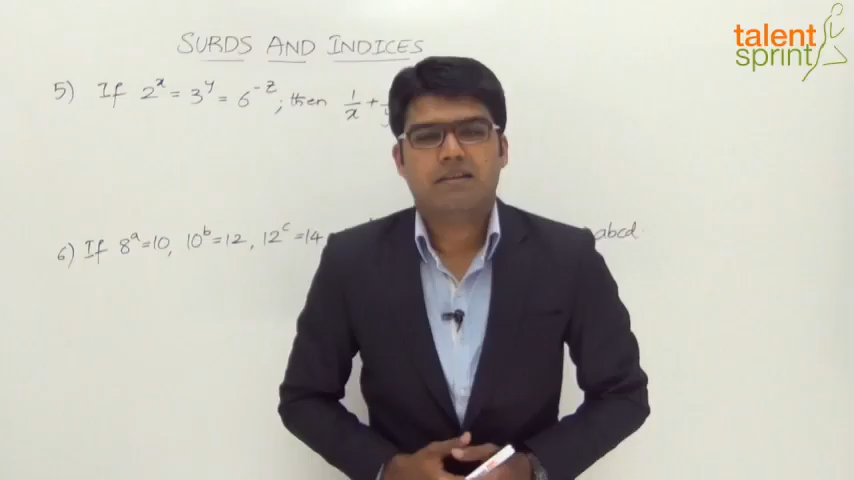 talent
sprint
SURDS AND INDICES
5) If 2^x = 3^y = 6^-z ; then 1/x +
6) If 8^a=10, 10^b=12, 12^c=14 abcd